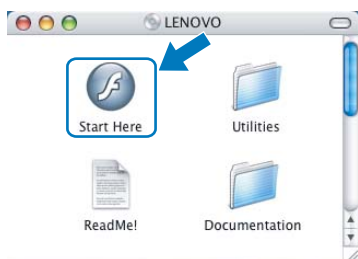 LENOVO
Start Here
Utilities
ReadMe!
Documentation